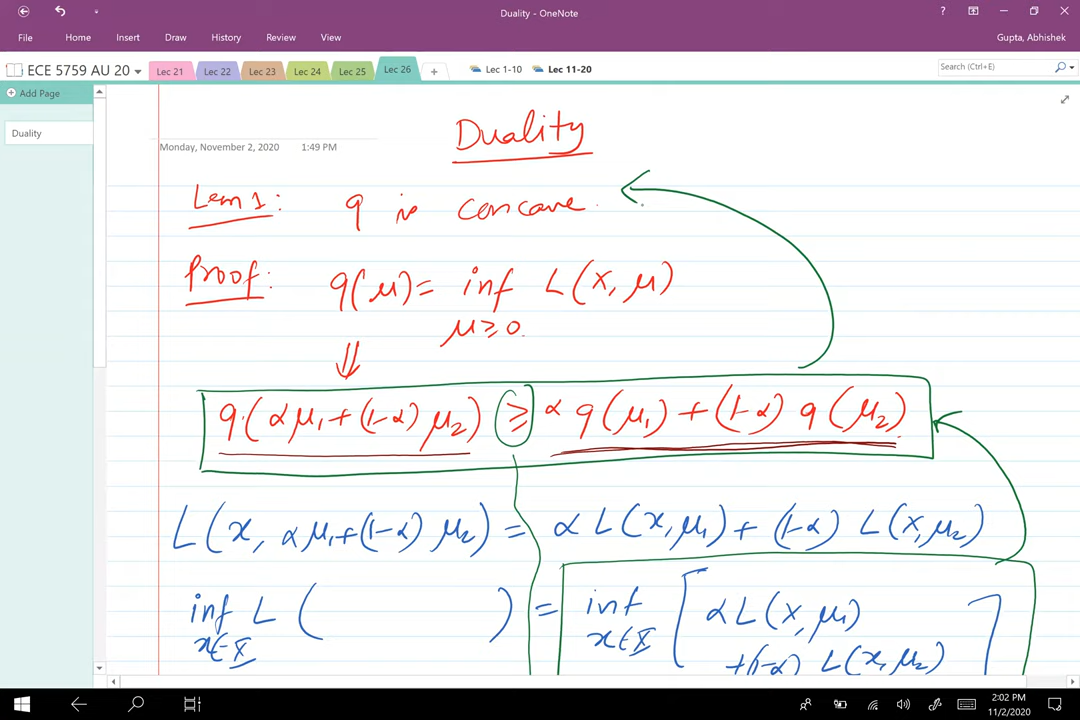 Duality - OneNote
? Gupta, Abhishek
File Home Insert Draw History Review View
ECE 5759 AU 20 Lec 21 Lec 22 Lec 23 Lec 24 Lec 25 Lec 26 + Lec 1-10 Lec 11-20 Search (Ctrl+E)
+ Add Page
Duality
Duality
Monday, November 2, 2020 1:49 PM
Lem 1: q is concave.
Proof: q(μ) = inf L(x, μ)
μ ≥ 0.
⇓
q(αμ₁+(1-α) μ₂) ≥ α q(μ₁) + (1-α) q(μ₂)
L(x, αμ₁+(1-α) μ₂) = α L(x, μ₁) + (1-α) L(x, μ₂)
inf L ( ) = inf [ αL(x, μ₁) ]
x∈X x∈X +(1-α) L(x, μ₂)
2:02 PM
11/2/2020